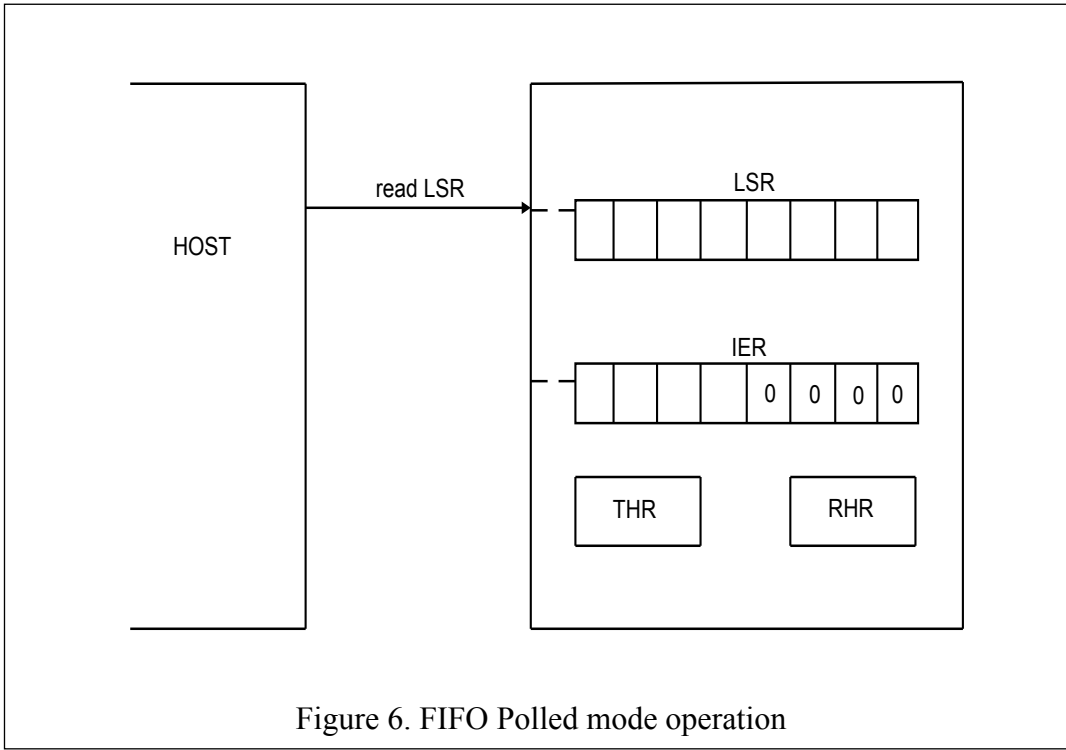 read LSR
LSR
HOST
IER
0 0 0 0
THR RHR
Figure 6. FIFO Polled mode operation